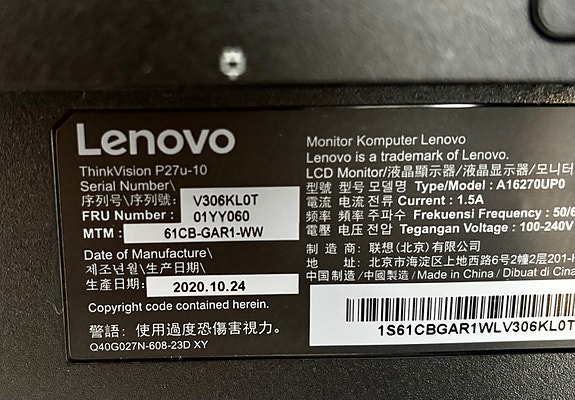 Lenovo
ThinkVision P27u-10
Serial Number\
序列号\序列號: V306KL0T
FRU Number : 01YY060
MTM : 61CB-GAR1-WW
Date of Manufacture\
제조년월\生产日期\
生產日期: 2020.10.24
Copyright code contained herein.
警語: 使用過度恐傷害視力。
Q40G027N-608-23D XY
Monitor Komputer Lenovo
Lenovo is a trademark of Lenovo.
LCD Monitor/液晶顯示器/液晶显示器/モニター
型號 型号 모델명 Type/Model : A16270UP0
電流 电流 전류 Current : 1.5A
頻率 频率 주파수 Frekuensi Frequency : 50/6
電壓 电压 전압 Tegangan Voltage : 100-240V
制 造 商: 联想(北京)有限公司
地 址: 北京市海淀区上地西路6号2幢2层201-H
中国制造/中國製造/Made in China / Dibuat di Cina
1S61CBGAR1WLV306KL0T